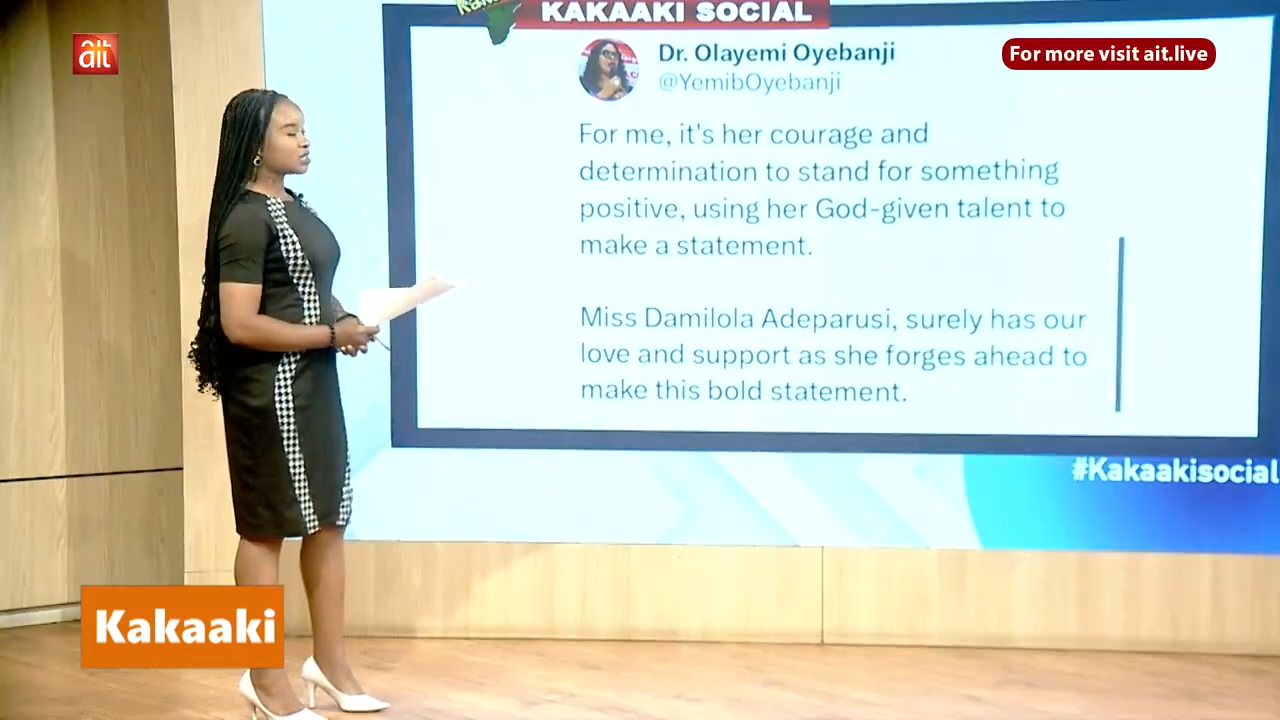 ait
KAKAAKI SOCIAL
For more visit ait.live
Dr. Olayemi Oyebanji
@YemibOyebanji
For me, it's her courage and
determination to stand for something
positive, using her God-given talent to
make a statement.
Miss Damilola Adeparusi, surely has our
love and support as she forges ahead to
make this bold statement.
#Kakaakisocial
Kakaaki